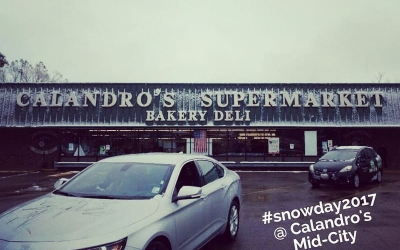 CALANDRO'S SUPERMARKET
BAKERY DELI
#snowday2017
@ Calandro's
Mid-City